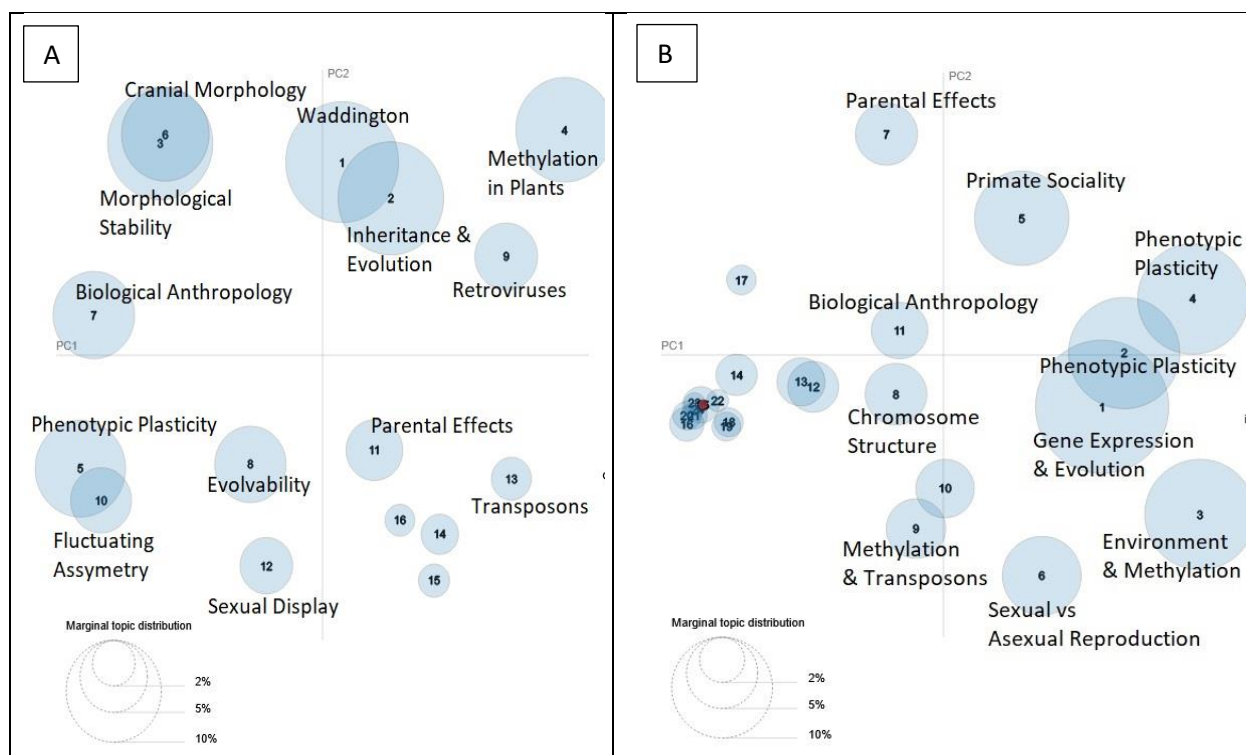 A
PC2
Cranial Morphology
6
3
Morphological
Stability
Waddington
1
2
Inheritance &
Evolution
4
Methylation
in Plants
9
Retroviruses
Biological Anthropology
7
PC1
Phenotypic Plasticity
5
10
Fluctuating
Assymetry
8
Evolvability
12
Sexual Display
Parental Effects
11
13
Transposons
16
14
15
Marginal topic distribution
2%
5%
10%
B
PC2
Parental Effects
7
Primate Sociality
5
Phenotypic
Plasticity
4
17
Biological Anthropology
11
PC1
2
Phenotypic Plasticity
14
13
12
8
Chromosome
Structure
1
Gene Expression
& Evolution
22
20
16
18
19
10
9
Methylation
& Transposons
3
Environment
& Methylation
6
Sexual vs
Asexual Reproduction
Marginal topic distribution
2%
5%
10%